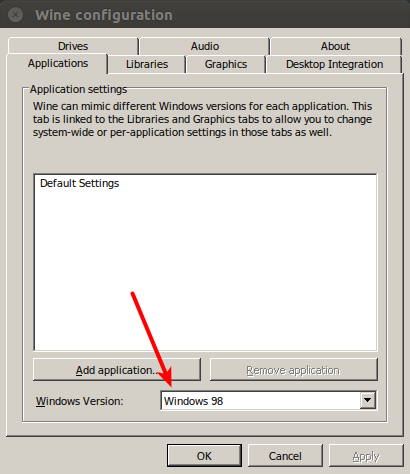 Wine configuration
Drives Audio About
Applications Libraries Graphics Desktop Integration
Application settings
Wine can mimic different Windows versions for each application. This
tab is linked to the Libraries and Graphics tabs to allow you to change
system-wide or per-application settings in those tabs as well.
Default Settings
Add application... Remove application
Windows Version: Windows 98
OK Cancel Apply